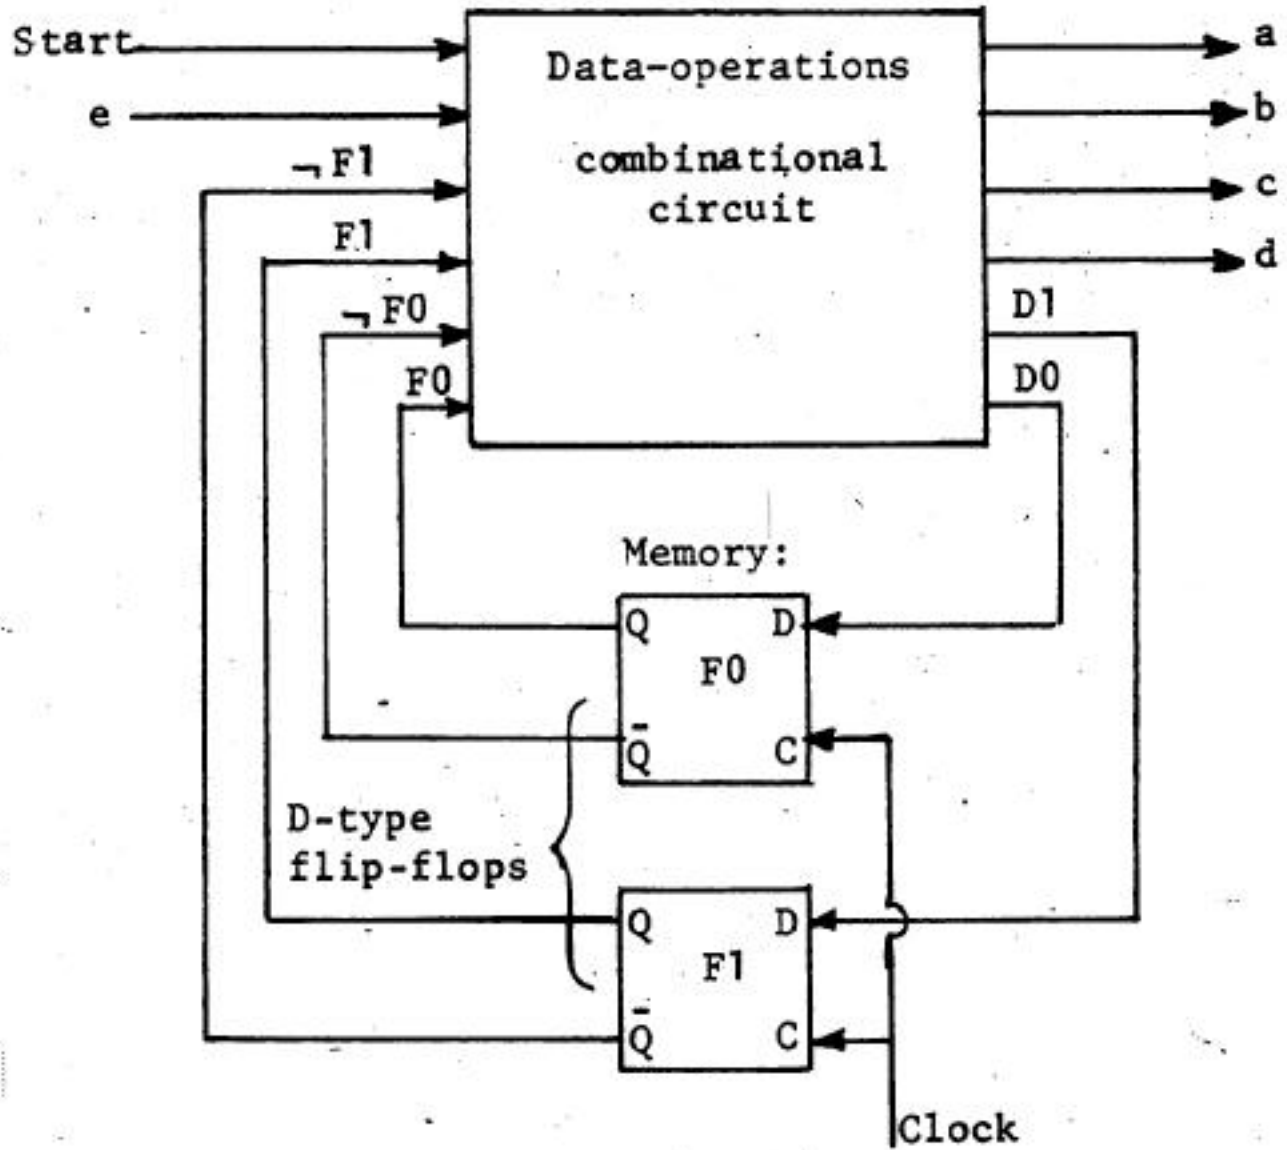 Start
e
¬ F1
F1
¬ F0
F0
Data-operations
combinational
circuit
a
b
c
d
D1
D0
Memory:
Q
D
F0
Q̄
C
D-type
flip-flops
Q
D
F1
Q̄
C
Clock